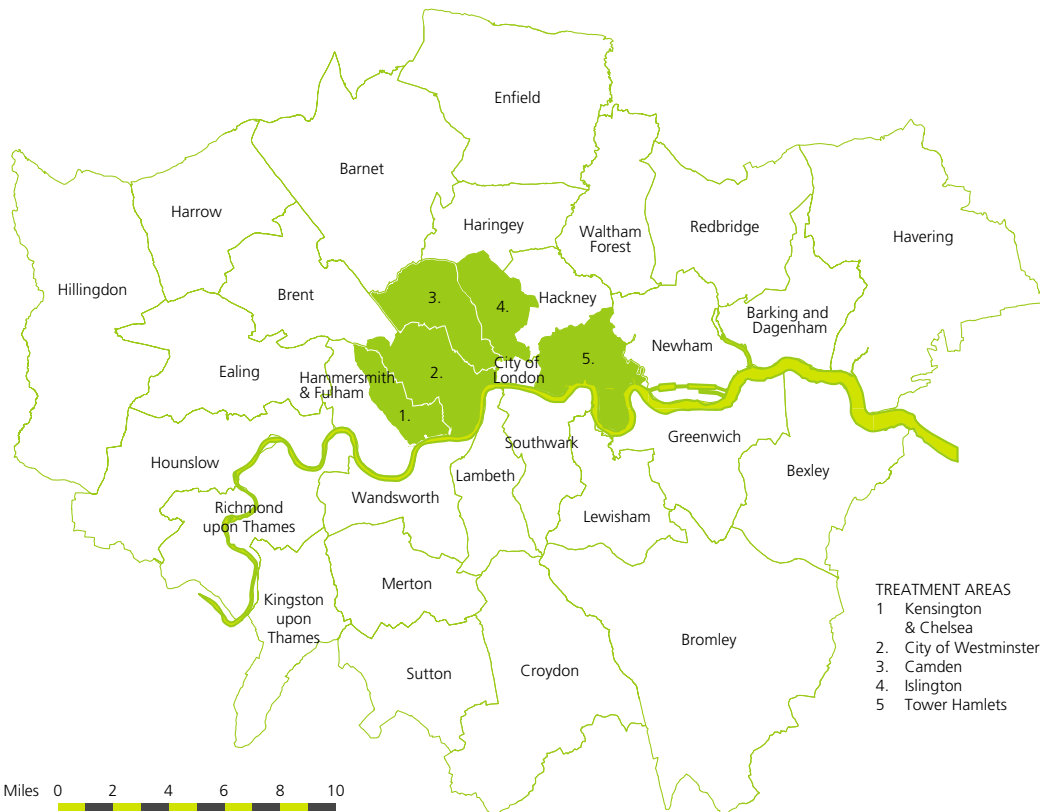 Enfield
Barnet
Harrow
Haringey
Waltham
Forest
Redbridge
Havering
Hillingdon
Brent
3.
4.
Hackney
Barking and
Dagenham
Ealing
Hammersmith
& Fulham
2.
City of
London
5.
Newham
1.
Hounslow
Southwark
Greenwich
Richmond
upon Thames
Wandsworth
Lambeth
Bexley
Lewisham
Merton
Kingston
upon
Thames
Bromley
Sutton
Croydon
TREATMENT AREAS
1 Kensington
& Chelsea
2. City of Westminster
3. Camden
4. Islington
5 Tower Hamlets
Miles 0 2 4 6 8 10